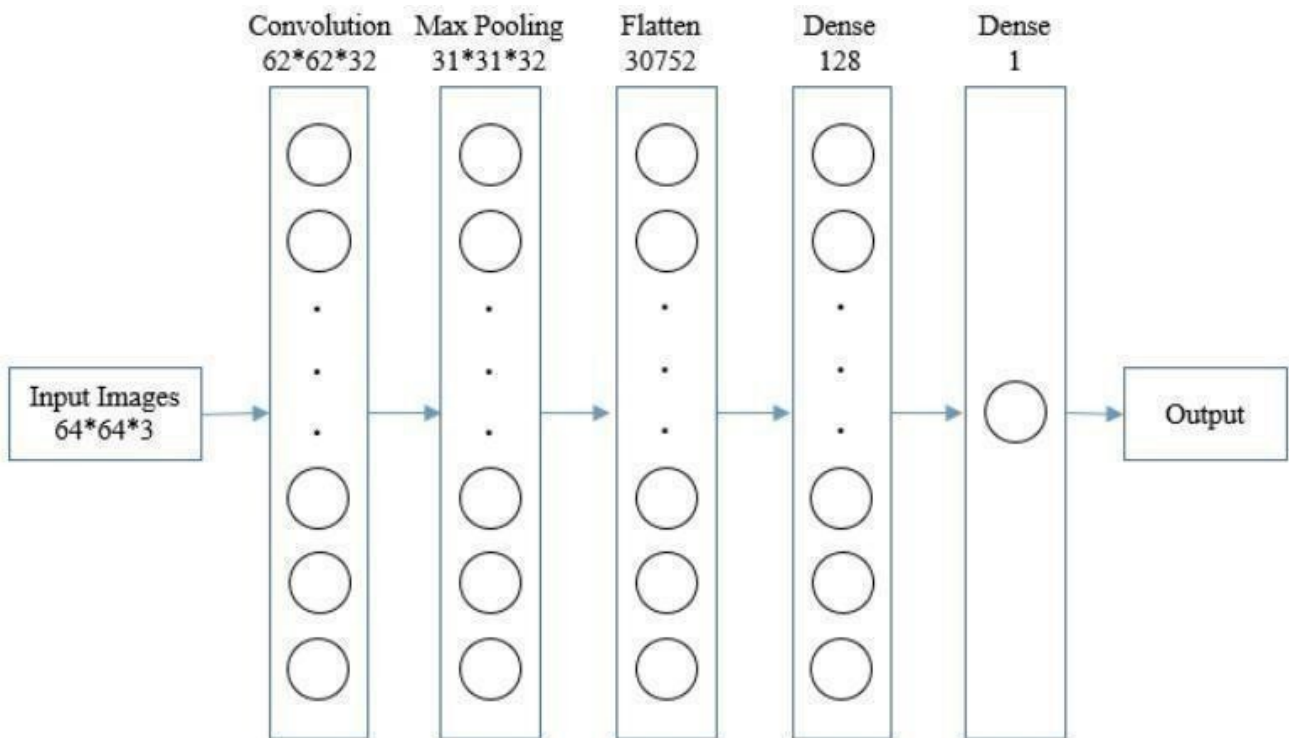 Convolution
62*62*32
Max Pooling
31*31*32
Flatten
30752
Dense
128
Dense
1
Input Images
64*64*3
Output